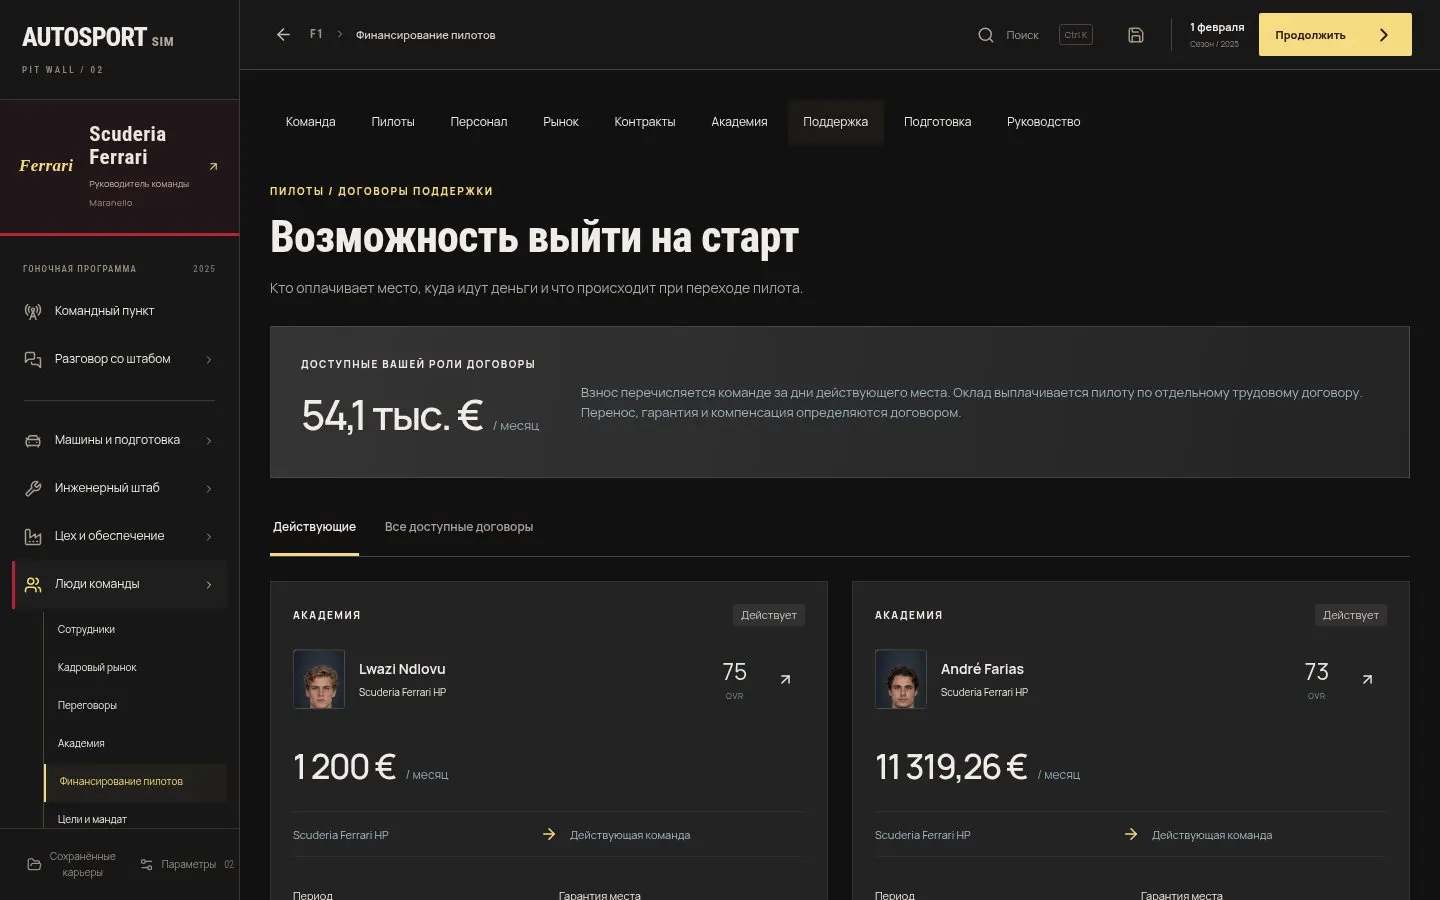 AUTOSPORT SIM
PIT WALL / 02
Ferrari
Scuderia
Ferrari
Руководитель команды
Maranello
ГОНОЧНАЯ ПРОГРАММА 2025
Командный пункт
Разговор со штабом
Машины и подготовка
Инженерный штаб
Цех и обеспечение
Люди команды
Сотрудники
Кадровый рынок
Переговоры
Академия
Финансирование пилотов
Цели и мандат
Сохранённые
карьеры
Параметры 02
F1 Финансирование пилотов
Поиск Ctrl K
1 февраля
Сезон / 2025
Продолжить
Команда Пилоты Персонал Рынок Контракты Академия Поддержка Подготовка Руководство
ПИЛОТЫ / ДОГОВОРЫ ПОДДЕРЖКИ
Возможность выйти на старт
Кто оплачивает место, куда идут деньги и что происходит при переходе пилота.
ДОСТУПНЫЕ ВАШЕЙ РОЛИ ДОГОВОРЫ
54,1 тыс. € / месяц
Взнос перечисляется команде за дни действующего места. Оклад выплачивается пилоту по отдельному трудовому договору.
Перенос, гарантия и компенсация определяются договором.
Действующие Все доступные договоры
АКАДЕМИЯ Действует
Lwazi Ndlovu
Scuderia Ferrari HP
75
OVR
1 200 € / месяц
Scuderia Ferrari HP Действующая команда
Период Гарантия места
АКАДЕМИЯ Действует
André Farias
Scuderia Ferrari HP
73
OVR
11 319,26 € / месяц
Scuderia Ferrari HP Действующая команда
Период Гарантия места